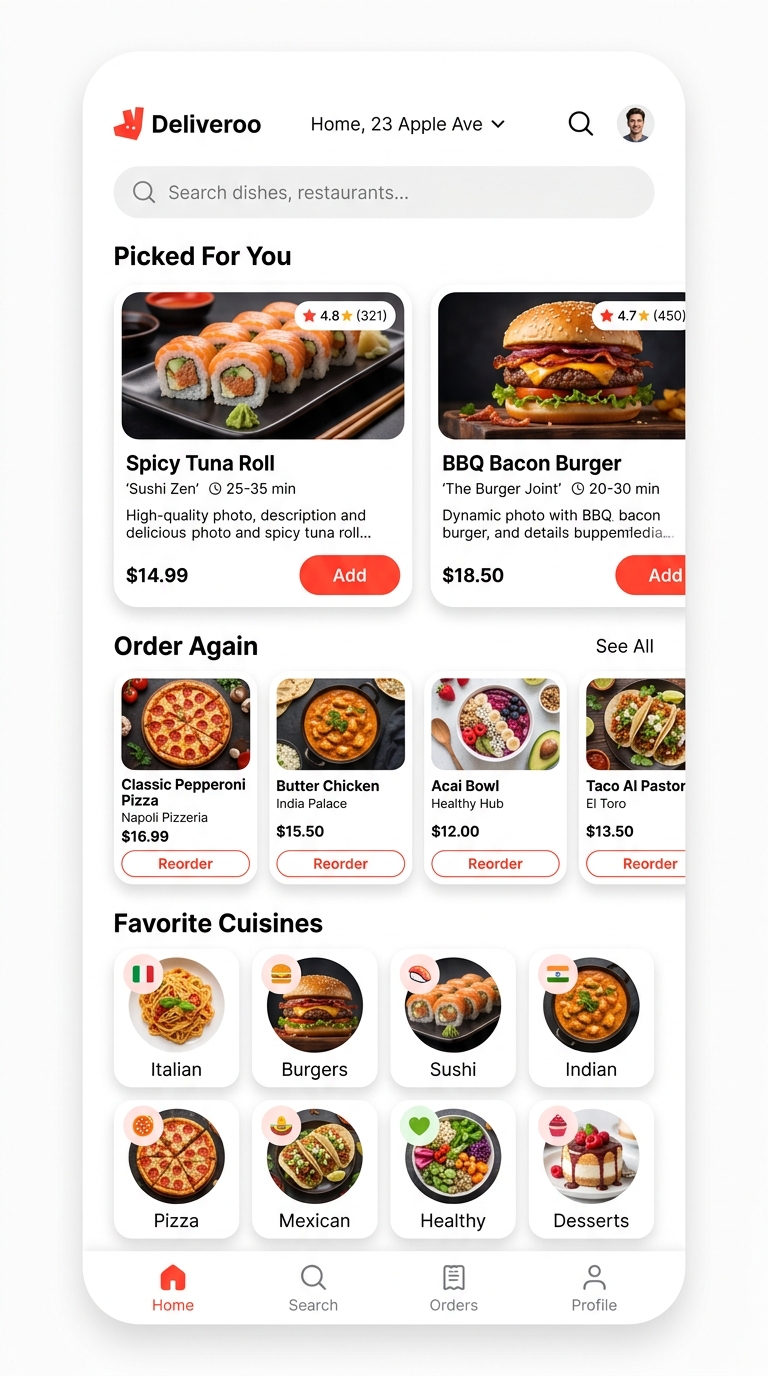 Deliveroo
Home, 23 Apple Ave
Search dishes, restaurants...
Picked For You
4.8 (321)
Spicy Tuna Roll
‘Sushi Zen’ 25-35 min
High-quality photo, description and
delicious photo and spicy tuna roll...
$14.99
Add
4.7 (450)
BBQ Bacon Burger
‘The Burger Joint’ 20-30 min
Dynamic photo with BBQ. bacon
burger, and details
$18.50
Add
Order Again
See All
Classic Pepperoni
Pizza
Napoli Pizzeria
$16.99
Reorder
Butter Chicken
India Palace
$15.50
Reorder
Acai Bowl
Healthy Hub
$12.00
Reorder
Taco Al Pastor
El Toro
$13.50
Reorder
Favorite Cuisines
Italian
Burgers
Sushi
Indian
Pizza
Mexican
Healthy
Desserts
Home
Search
Orders
Profile